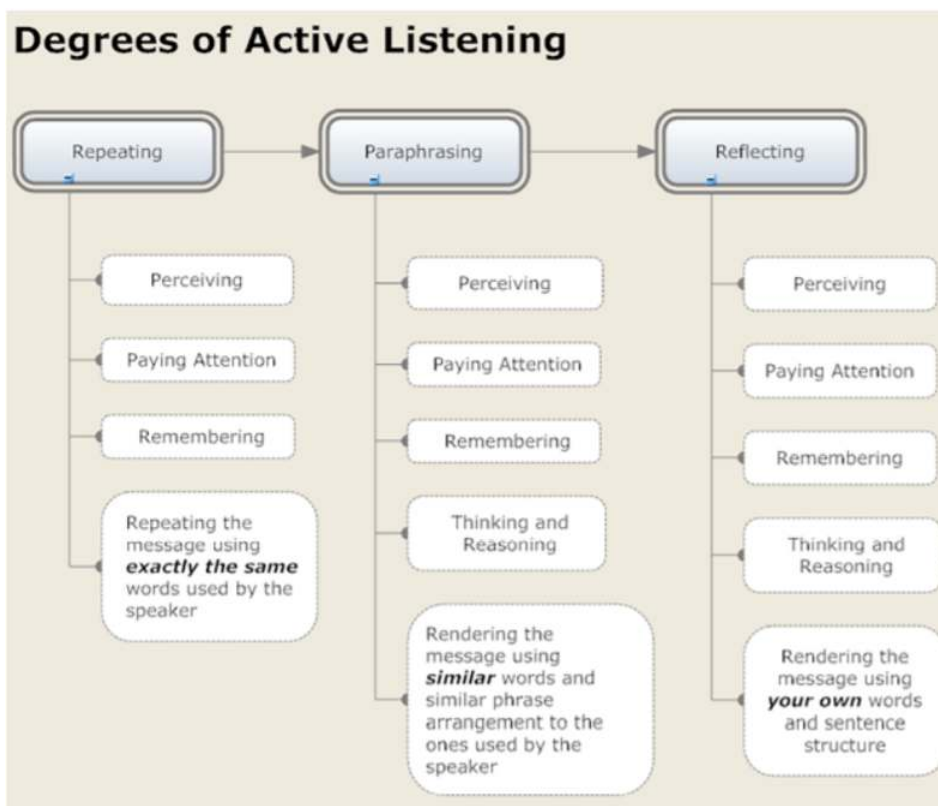 Degrees of Active Listening
Repeating
Paraphrasing
Reflecting
Perceiving
Paying Attention
Remembering
Repeating the
message using
exactly the same
words used by the
speaker
Perceiving
Paying Attention
Remembering
Thinking and
Reasoning
Rendering the
message using
similar words and
similar phrase
arrangement to the
ones used by the
speaker
Perceiving
Paying Attention
Remembering
Thinking and
Reasoning
Rendering the
message using
your own words
and sentence
structure